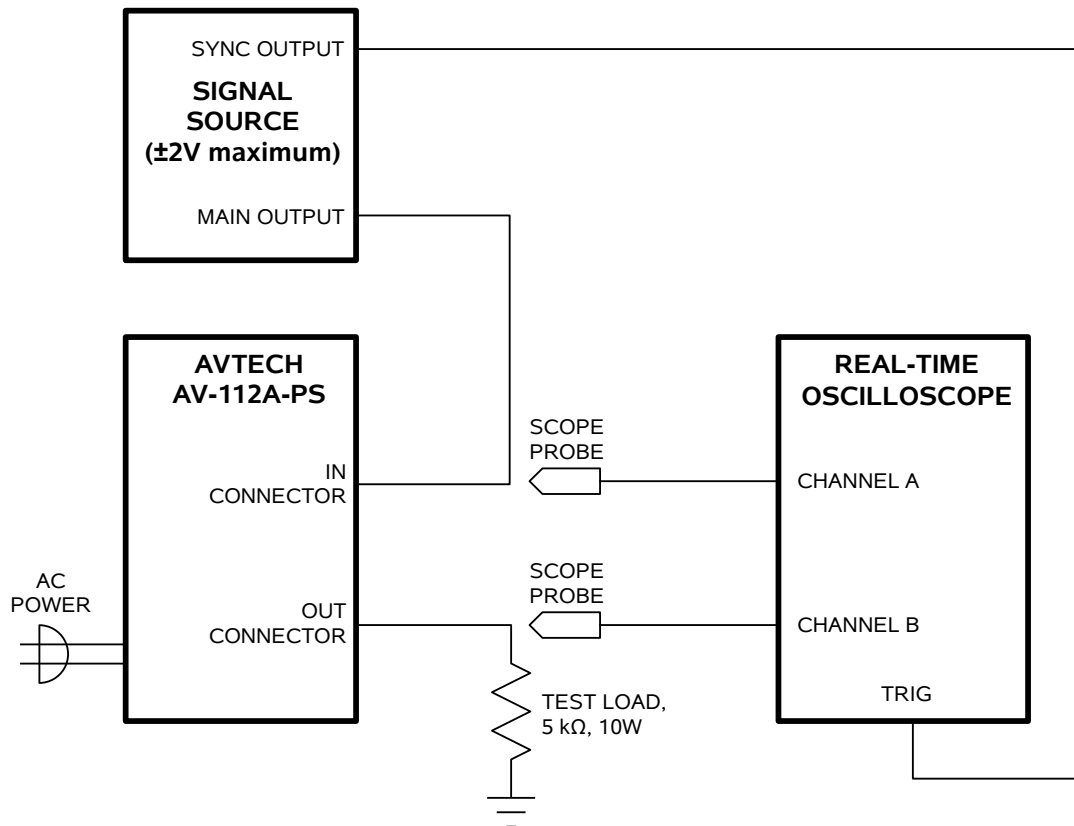 SYNC OUTPUT
SIGNAL
SOURCE
(±2V maximum)
MAIN OUTPUT
AVTECH
AV-112A-PS
IN
CONNECTOR
OUT
CONNECTOR
AC
POWER
SCOPE
PROBE
SCOPE
PROBE
TEST LOAD,
5 kΩ, 10W
REAL-TIME
OSCILLOSCOPE
CHANNEL A
CHANNEL B
TRIG